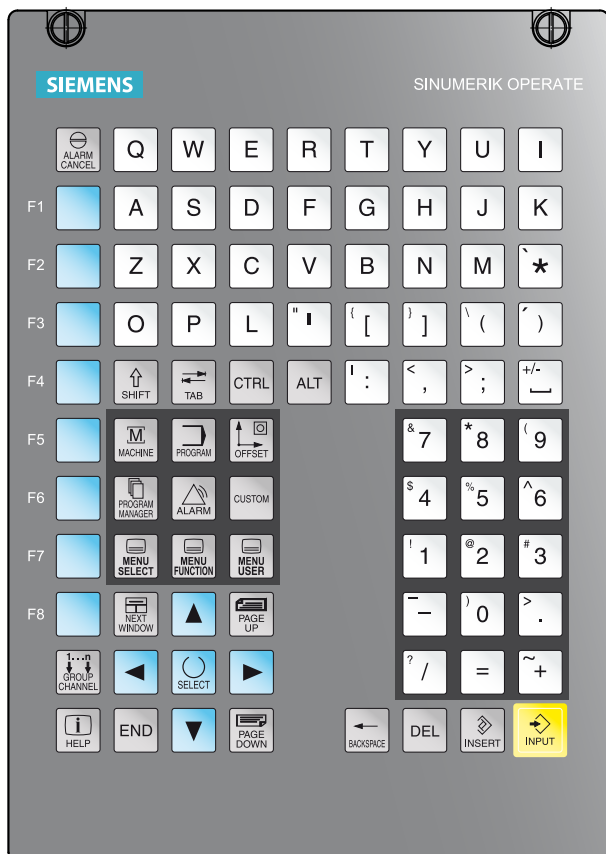 SIEMENS SINUMERIK OPERATE
ALARM CANCEL Q W E R T Y U I
F1 A S D F G H J K
F2 Z X C V B N M ` *
F3 O P L " ' { [ } ] \ ( ´ )
F4 SHIFT TAB CTRL ALT ! : < , > ; +/-
F5 M MACHINE PROGRAM OFFSET & 7 * 8 ( 9
F6 PROGRAM MANAGER ALARM CUSTOM $ 4 % 5 ^ 6
F7 MENU SELECT MENU FUNCTION MENU USER ! 1 @ 2 # 3
F8 NEXT WINDOW PAGE UP _ - ) 0 > .
1...n GROUP CHANNEL SELECT ? / = ~ +
i HELP END PAGE DOWN BACKSPACE DEL INSERT INPUT